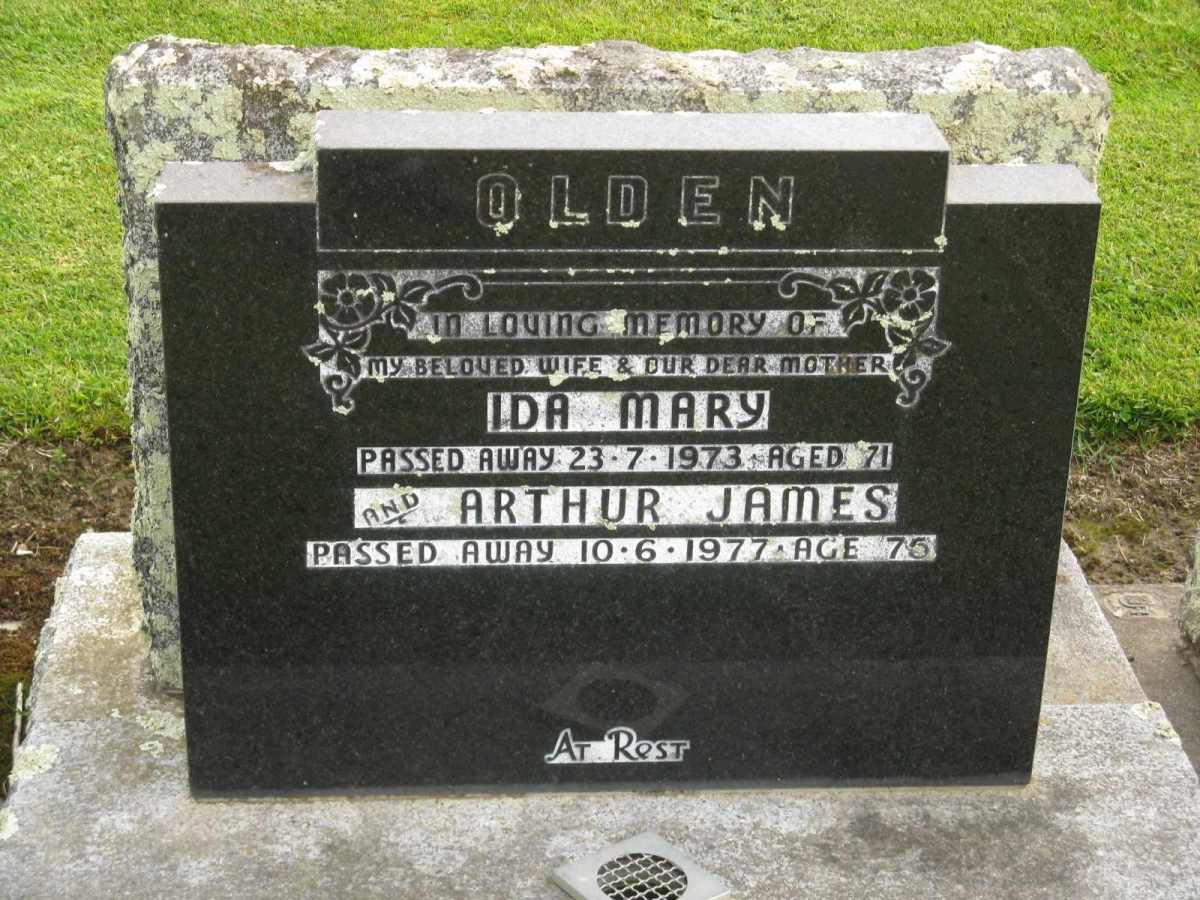 OLDEN
IN LOVING MEMORY OF
MY BELOVED WIFE & OUR DEAR MOTHER
IDA MARY
PASSED AWAY 23·7·1973·AGED 71
AND ARTHUR JAMES
PASSED AWAY 10·6·1977·AGE 75
AT REST